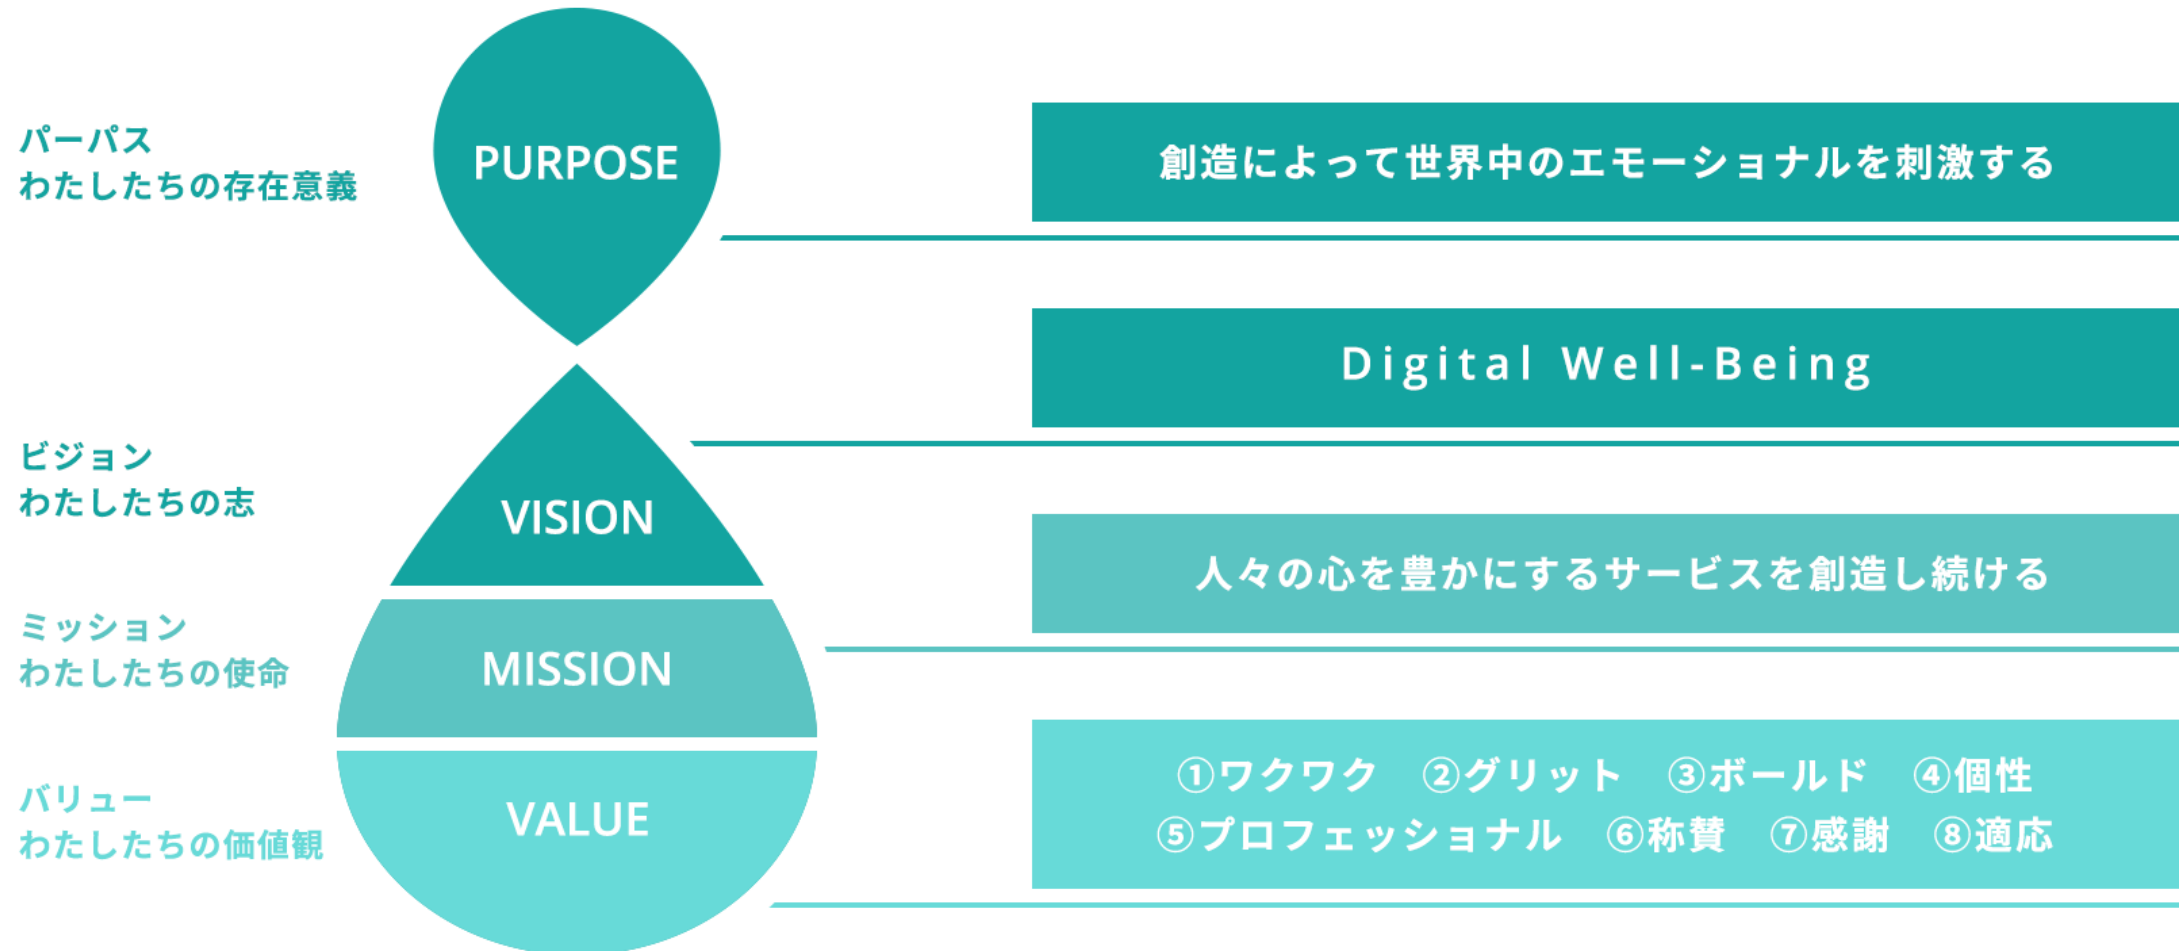 パーパス
わたしたちの存在意義
PURPOSE
創造によって世界中のエモーショナルを刺激する
ビジョン
わたしたちの志
VISION
Digital Well-Being
ミッション
わたしたちの使命
MISSION
人々の心を豊かにするサービスを創造し続ける
バリュー
わたしたちの価値観
VALUE
①ワクワク ②グリット ③ボールド ④個性
⑤プロフェッショナル ⑥称賛 ⑦感謝 ⑧適応